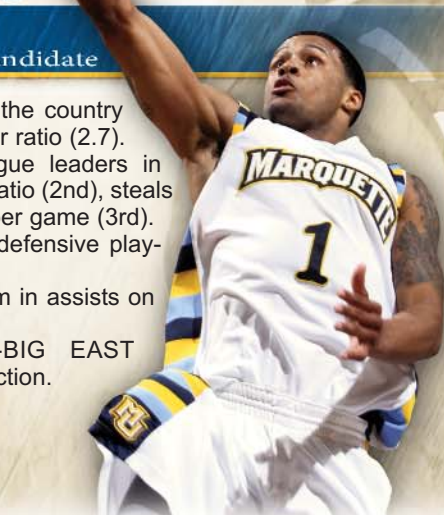 ndidate
the country
r ratio (2.7).
gue leaders in
atio (2nd), steals
er game (3rd).
defensive play-
m in assists on
-BIG EAST
ction.
MARQUETTE
1
MU